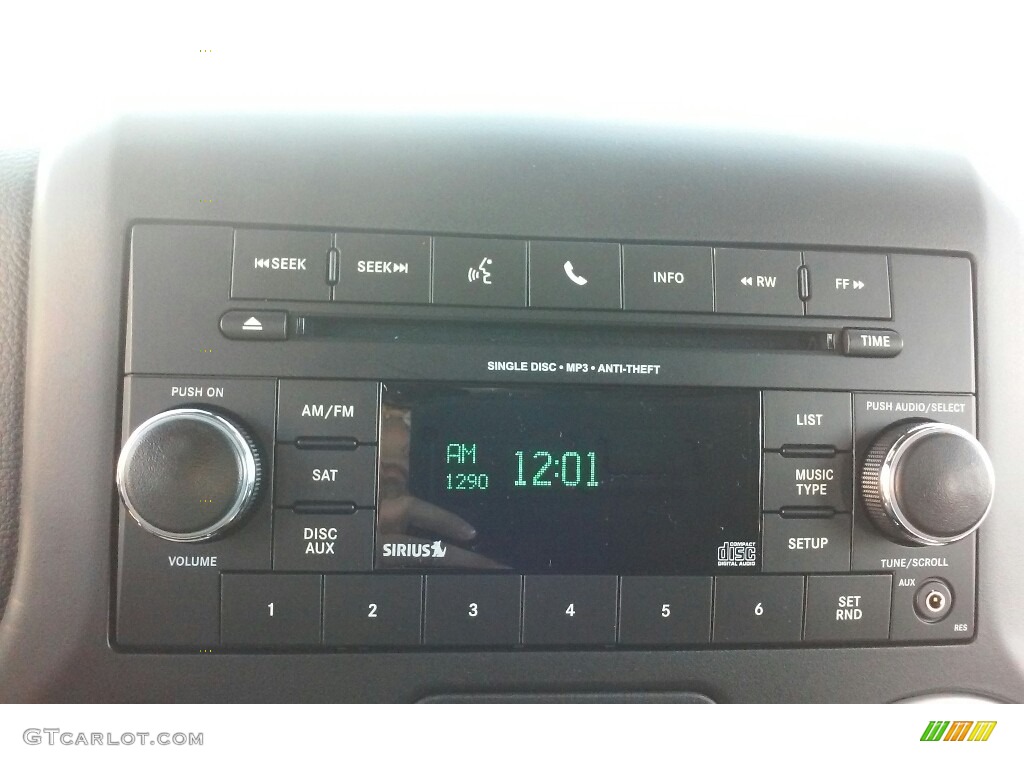 SEEK SEEK INFO RW FF
TIME
SINGLE DISC • MP3 • ANTI-THEFT
PUSH ON
VOLUME
AM/FM
SAT
DISC
AUX
AM
1290
12:01
SIRIUS
COMPACT
disc
DIGITAL AUDIO
LIST
MUSIC
TYPE
SETUP
PUSH AUDIO/SELECT
TUNE/SCROLL
AUX
RES
1 2 3 4 5 6
SET
RND
GTCARLOT.COM